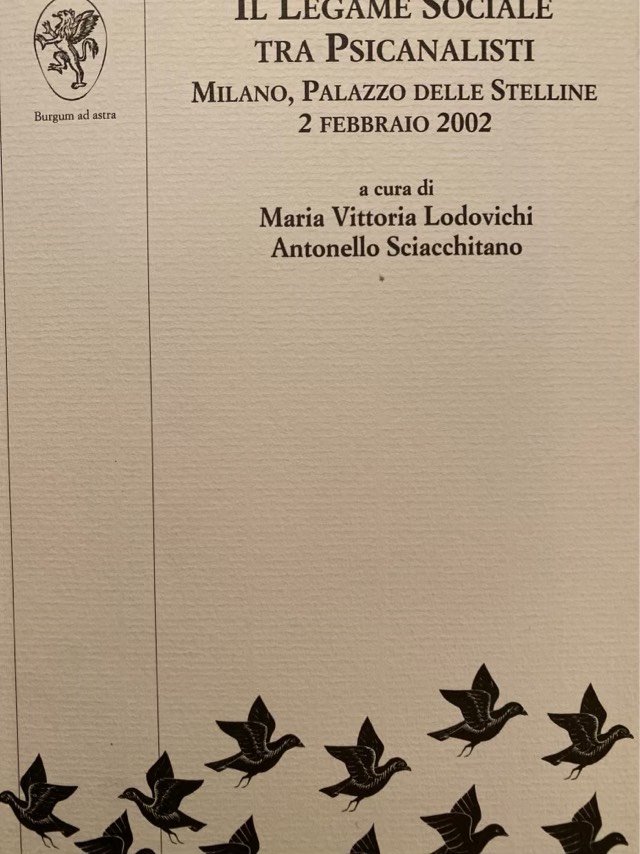 IL LEGAME SOCIALE
TRA PSICANALISTI
MILANO, PALAZZO DELLE STELLINE
2 FEBBRAIO 2002
Burgum ad astra
a cura di
Maria Vittoria Lodovichi
Antonello Sciacchitano